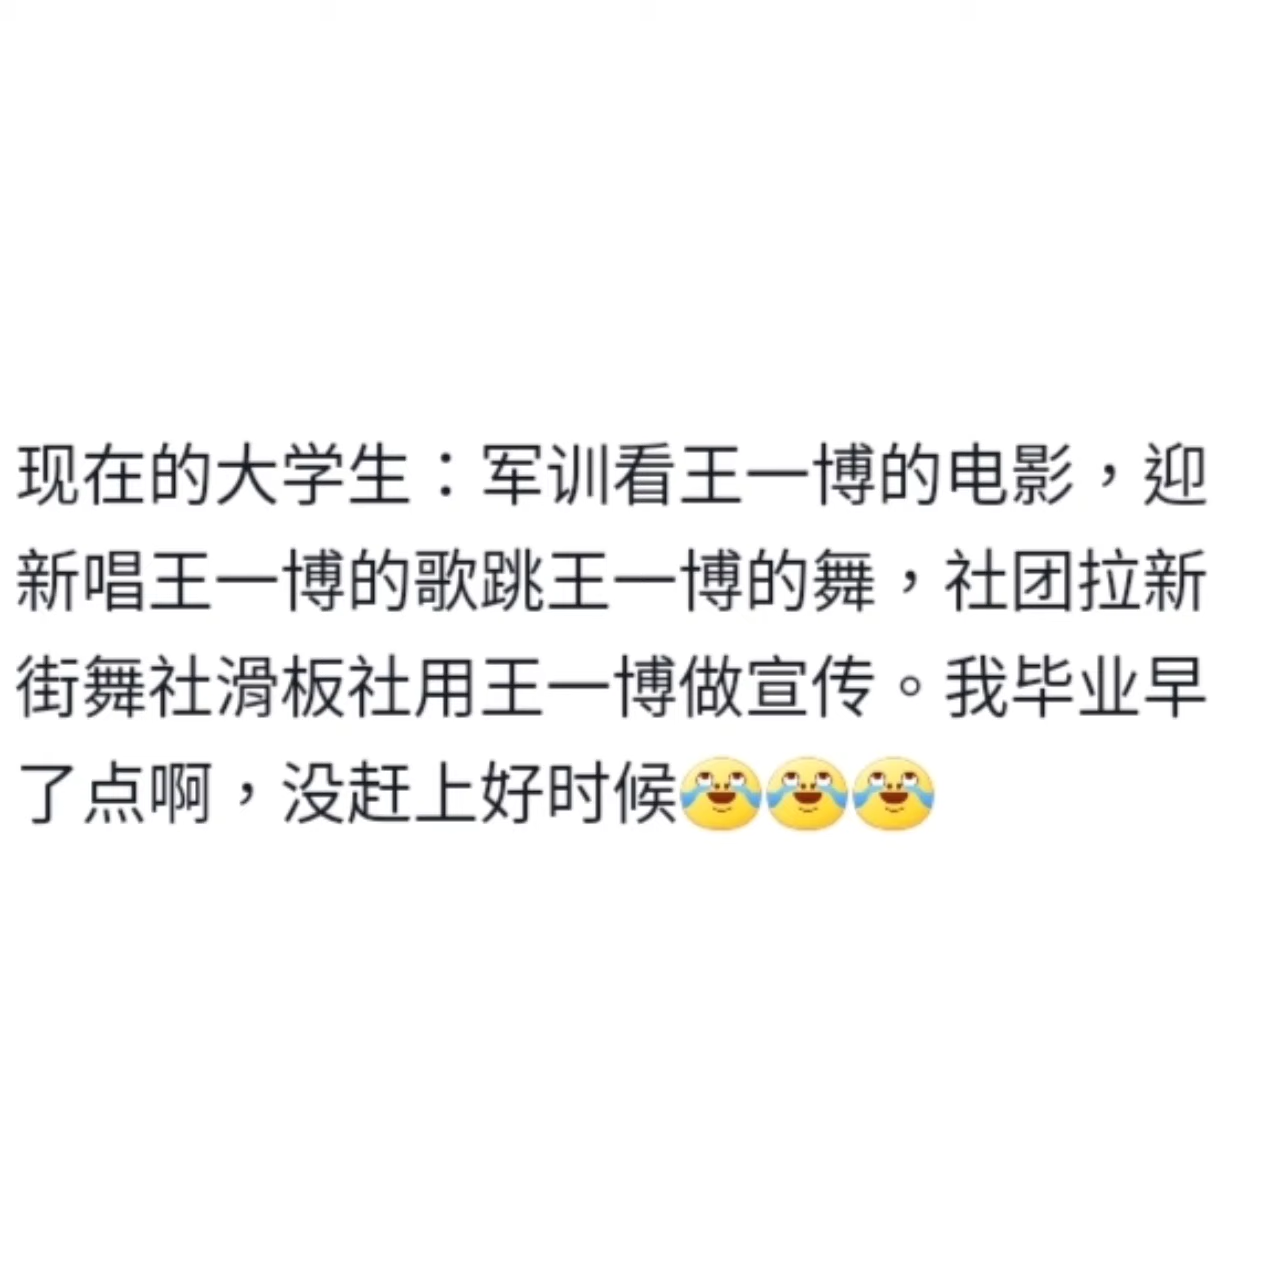 现在的大学生：军训看王一博的电影，迎
新唱王一博的歌跳王一博的舞，社团拉新
街舞社滑板社用王一博做宣传。我毕业早
了点啊，没赶上好时候😂😂😂